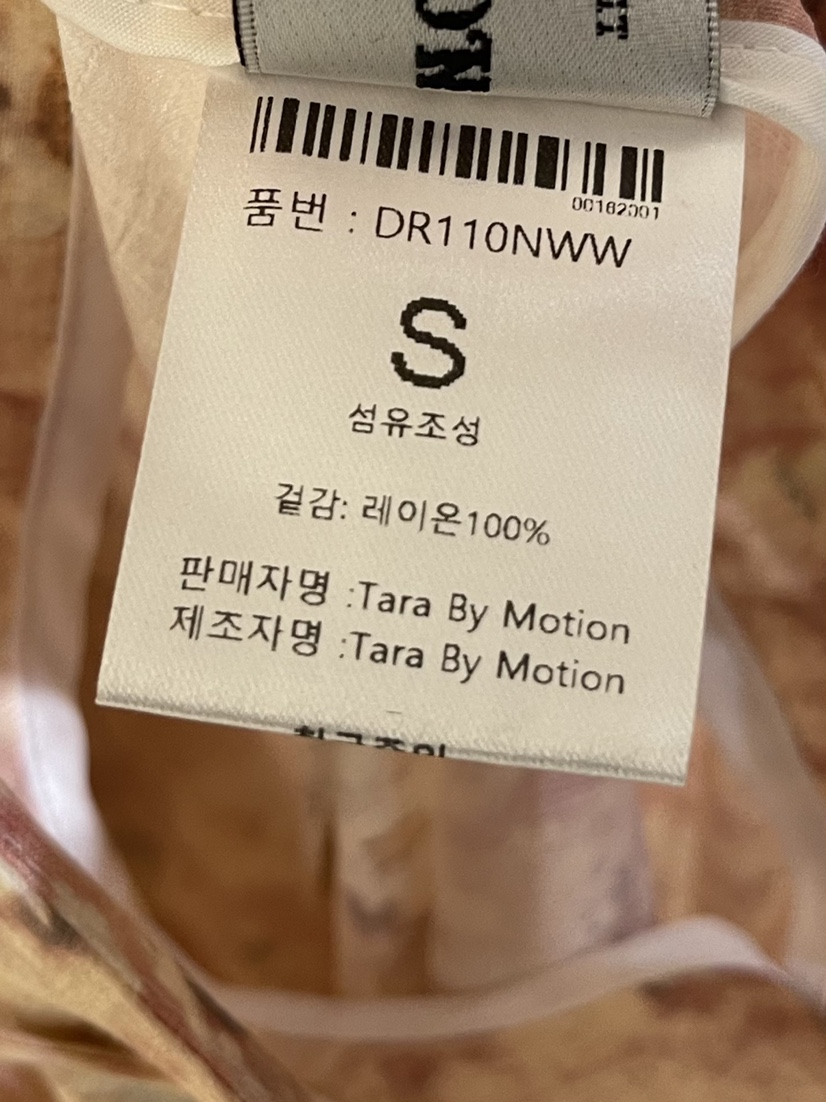 00162001
품번 : DR110NWW
S
섬유조성
겉감: 레이온100%
판매자명 :Tara By Motion
제조자명 :Tara By Motion